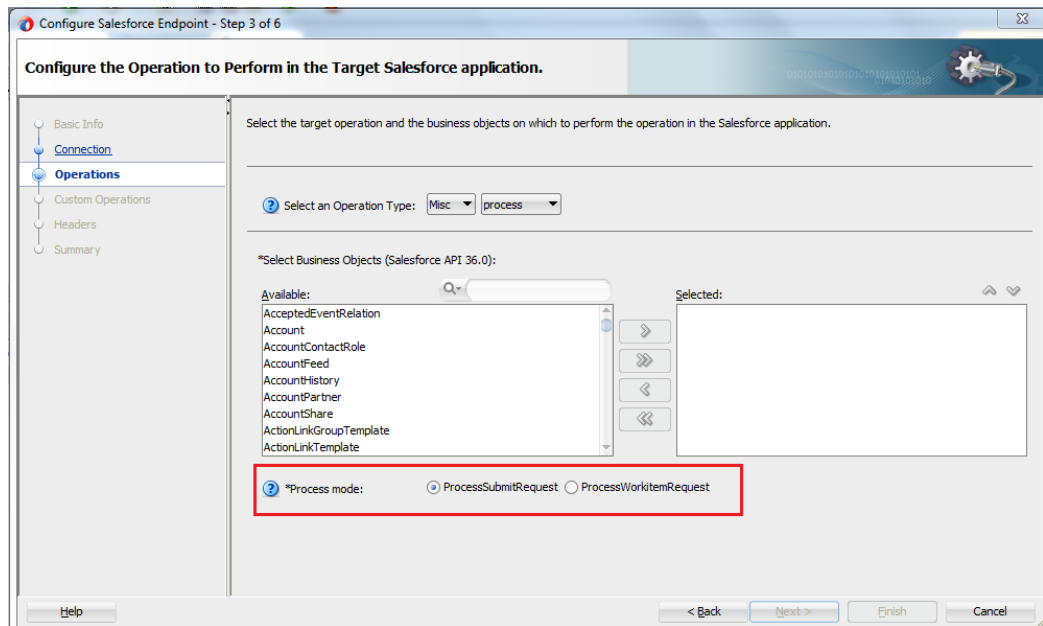 Configure Salesforce Endpoint - Step 3 of 6
Configure the Operation to Perform in the Target Salesforce application.
Basic Info
Connection
Operations
Custom Operations
Headers
Summary
Select the target operation and the business objects on which to perform the operation in the Salesforce application.
Select an Operation Type: Misc process
*Select Business Objects (Salesforce API 36.0):
Available:
Selected:
AcceptedEventRelation
Account
AccountContactRole
AccountFeed
AccountHistory
AccountPartner
AccountShare
ActionLinkGroupTemplate
ActionLinkTemplate
*Process mode: ProcessSubmitRequest ProcessWorkitemRequest
Help
< Back Next > Finish Cancel